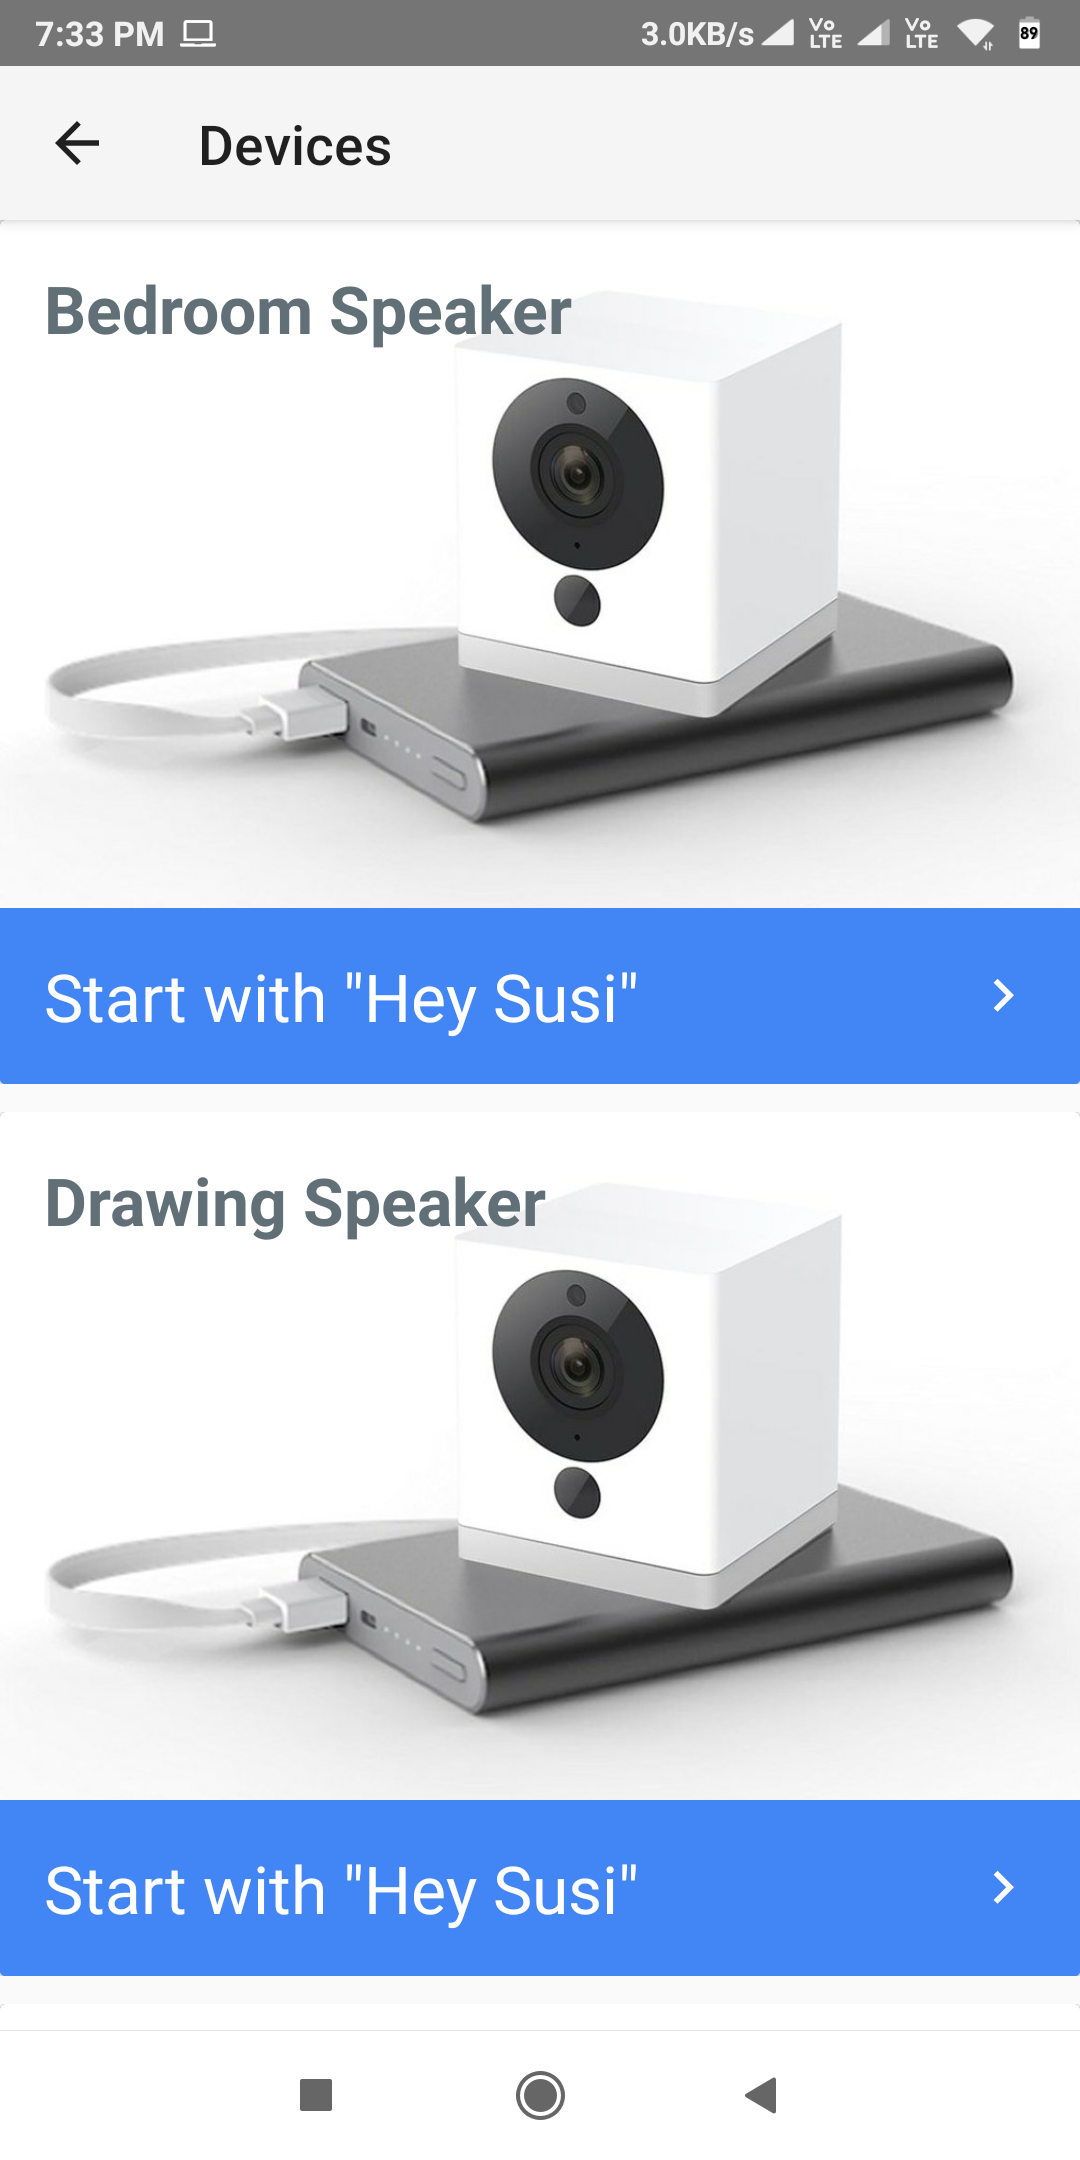 7:33 PM 3.0KB/s Vo LTE Vo LTE 89
Devices
Bedroom Speaker
Start with "Hey Susi"
Drawing Speaker
Start with "Hey Susi"